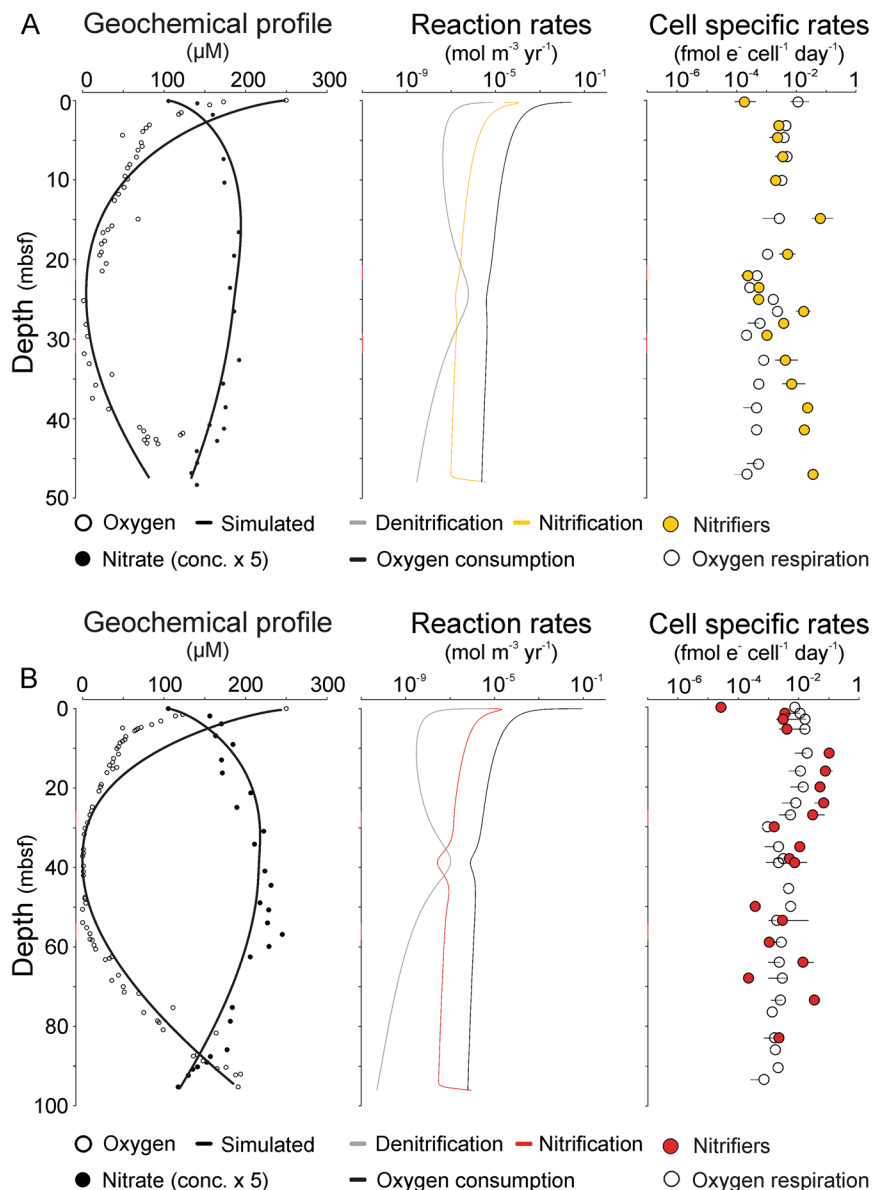 A
Geochemical profile
(µM)
Reaction rates
(mol m⁻³ yr⁻¹)
Cell specific rates
(fmol e⁻ cell⁻¹ day⁻¹)
0 100 200 300
10⁻⁹ 10⁻⁵ 10⁻¹
10⁻⁶ 10⁻⁴ 10⁻² 1
Depth (mbsf)
0
10
20
30
40
50
Oxygen Simulated Denitrification Nitrification Nitrifiers
Nitrate (conc. x 5) Oxygen consumption Oxygen respiration
B
Geochemical profile
(µM)
Reaction rates
(mol m⁻³ yr⁻¹)
Cell specific rates
(fmol e⁻ cell⁻¹ day⁻¹)
0 100 200 300
10⁻⁹ 10⁻⁵ 10⁻¹
10⁻⁶ 10⁻⁴ 10⁻² 1
Depth (mbsf)
0
20
40
60
80
100
Oxygen Simulated Denitrification Nitrification Nitrifiers
Nitrate (conc. x 5) Oxygen consumption Oxygen respiration